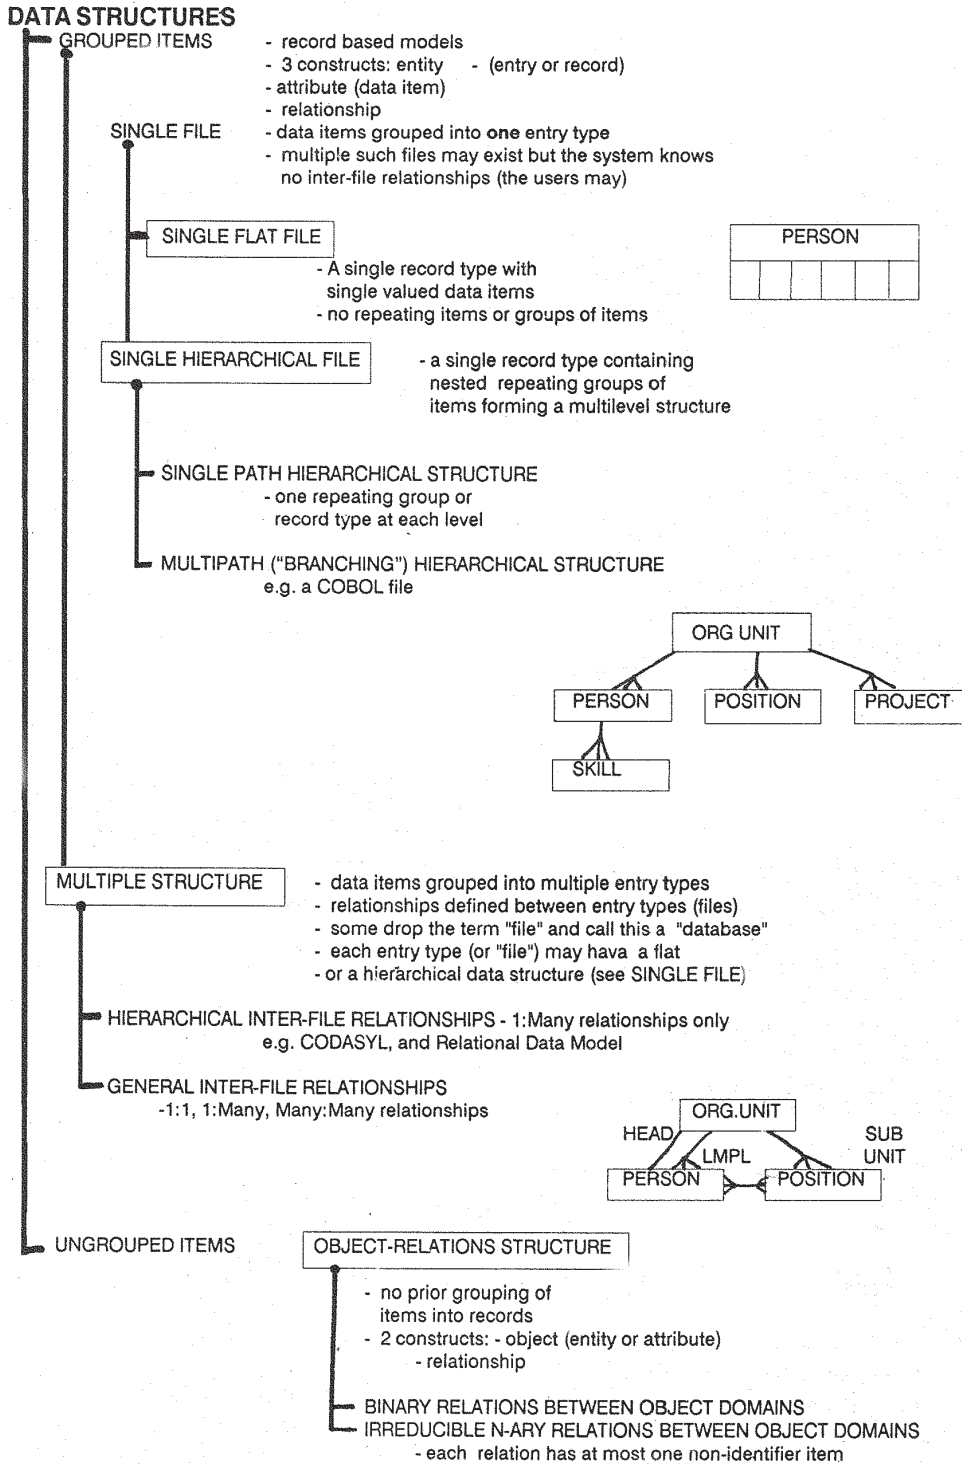 DATA STRUCTURES
GROUPED ITEMS
- record based models
- 3 constructs: entity - (entry or record)
- attribute (data item)
- relationship
SINGLE FILE
- data items grouped into one entry type
- multiple such files may exist but the system knows
no inter-file relationships (the users may)
SINGLE FLAT FILE
PERSON
- A single record type with
single valued data items
- no repeating items or groups of items
SINGLE HIERARCHICAL FILE
- a single record type containing
nested repeating groups of
items forming a multilevel structure
SINGLE PATH HIERARCHICAL STRUCTURE
- one repeating group or
record type at each level
MULTIPATH ("BRANCHING") HIERARCHICAL STRUCTURE
e.g. a COBOL file
ORG UNIT
PERSON
POSITION
PROJECT
SKILL
MULTIPLE STRUCTURE
- data items grouped into multiple entry types
- relationships defined between entry types (files)
- some drop the term "file" and call this a "database"
- each entry type (or "file") may hava a flat
- or a hierarchical data structure (see SINGLE FILE)
HIERARCHICAL INTER-FILE RELATIONSHIPS - 1:Many relationships only
e.g. CODASYL, and Relational Data Model
GENERAL INTER-FILE RELATIONSHIPS
-1:1, 1:Many, Many:Many relationships
ORG.UNIT
HEAD
SUB
UNIT
LMPL
PERSON
POSITION
UNGROUPED ITEMS
OBJECT-RELATIONS STRUCTURE
- no prior grouping of
items into records
- 2 constructs: - object (entity or attribute)
- relationship
BINARY RELATIONS BETWEEN OBJECT DOMAINS
IRREDUCIBLE N-ARY RELATIONS BETWEEN OBJECT DOMAINS
- each relation has at most one non-identifier item